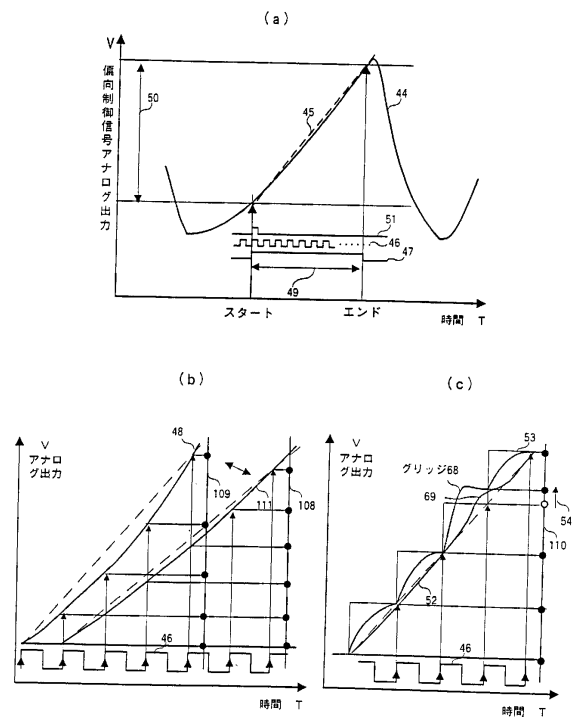 (a)
V
偏向制御信号アナログ出力
50
45
44
51
46
47
49
スタート
エンド
時間 T
(b)
V
アナロ
グ出力
48
109
111
108
46
時間 T
(c)
V
アナロ
グ出力
53
グリッジ68
69
54
110
52
46
時間 T